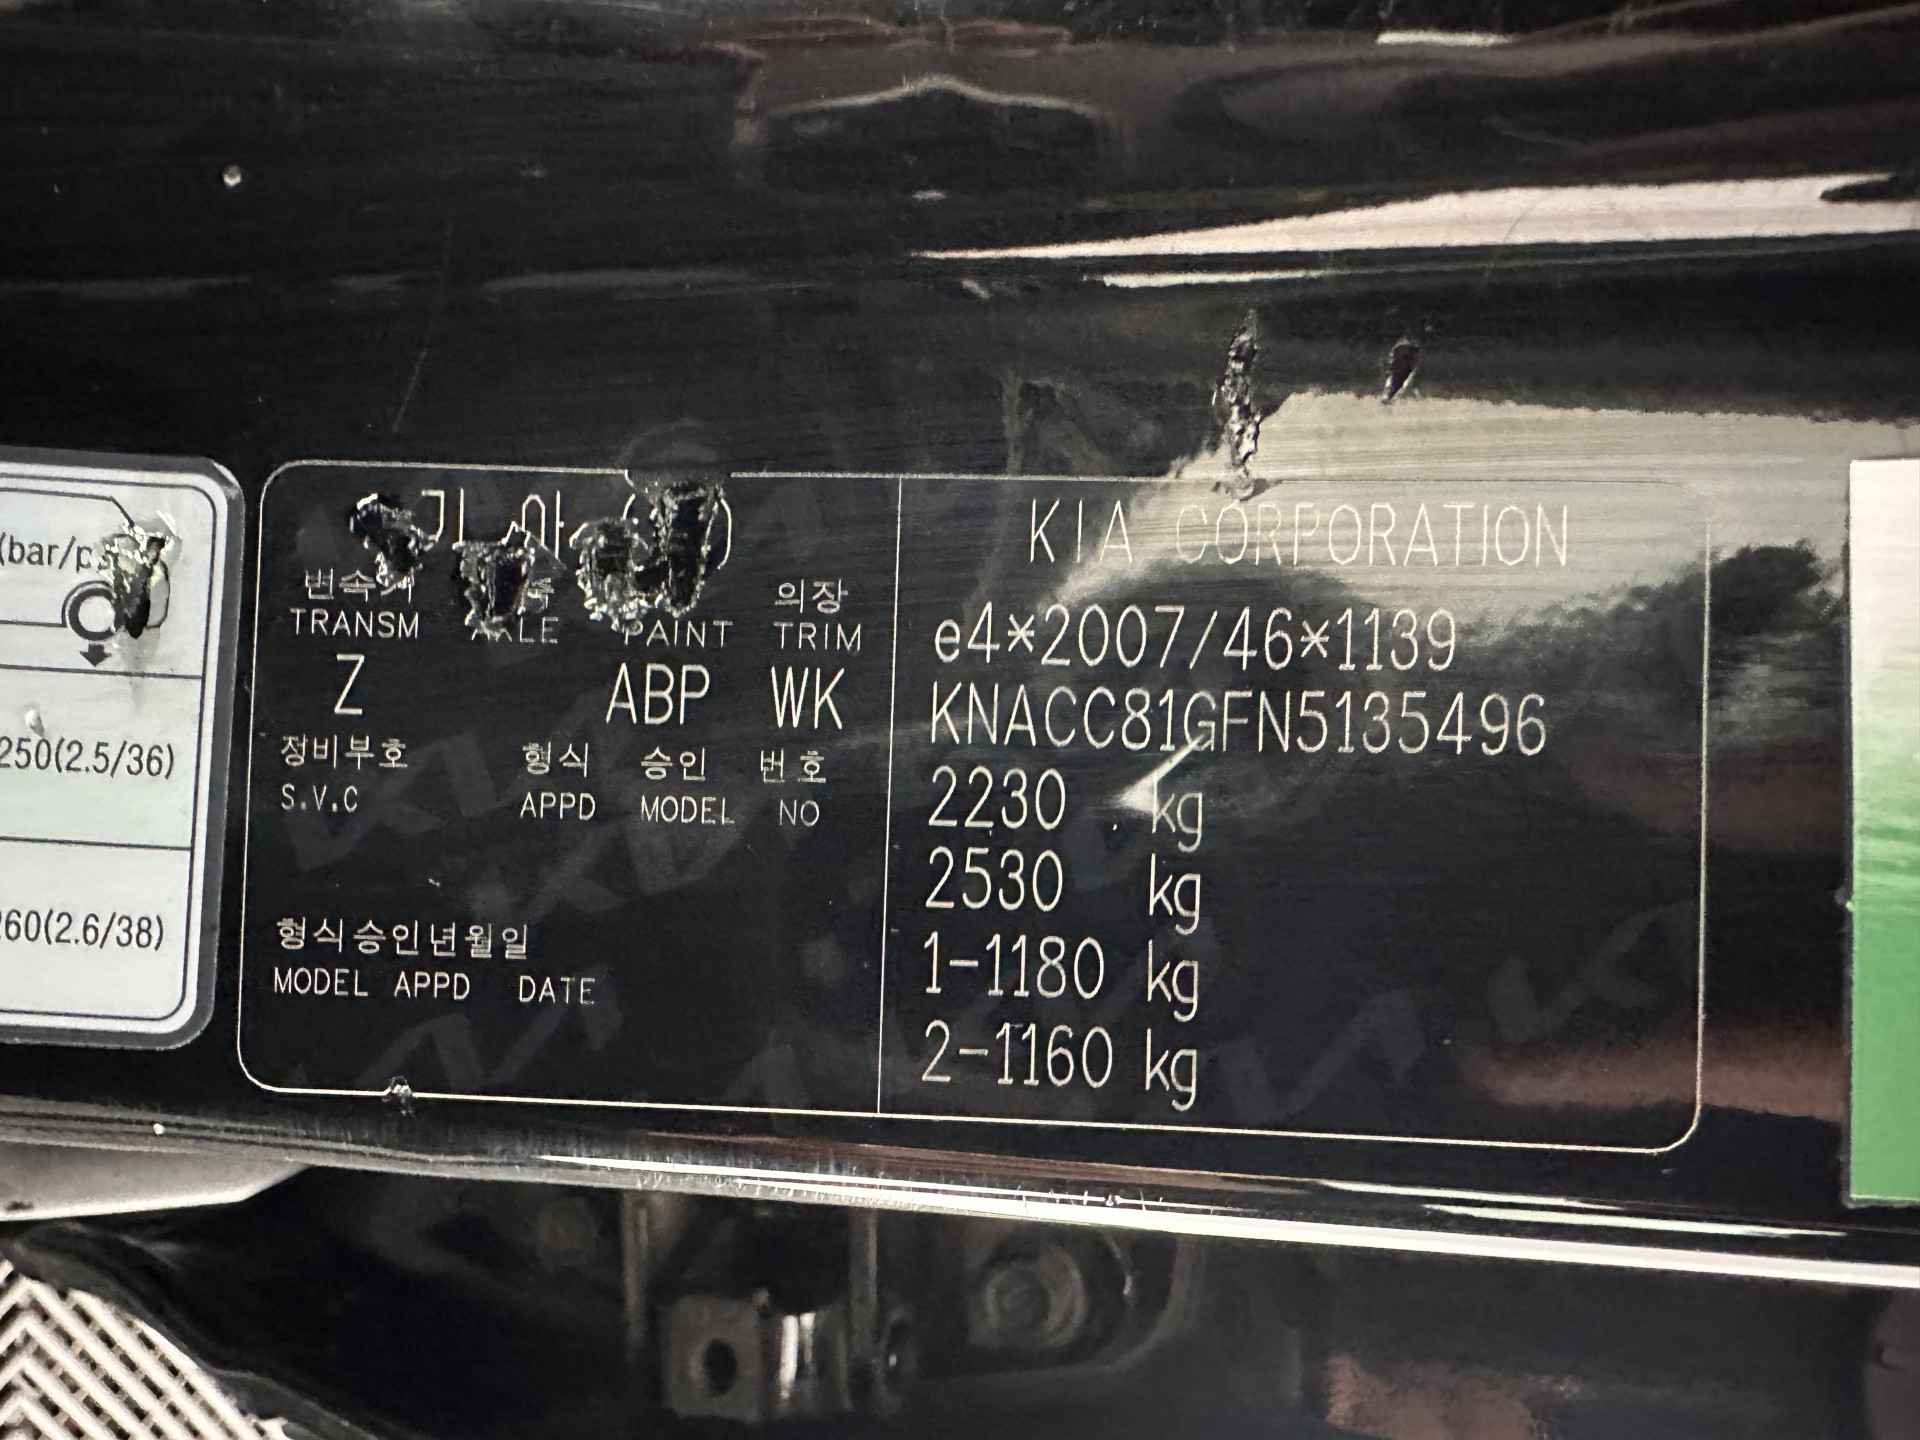 (bar/p
250(2.5/36)
260(2.6/38)
기아
변속기 의장
TRANSM AXLE PAINT TRIM
Z ABP WK
정비부호 형식 승인 번호
S.V.C APPD MODEL NO
형식승인년월일
MODEL APPD DATE
KIA CORPORATION
e4*2007/46*1139
KNACC81GFN5135496
2230 kg
2530 kg
1-1180 kg
2-1160 kg